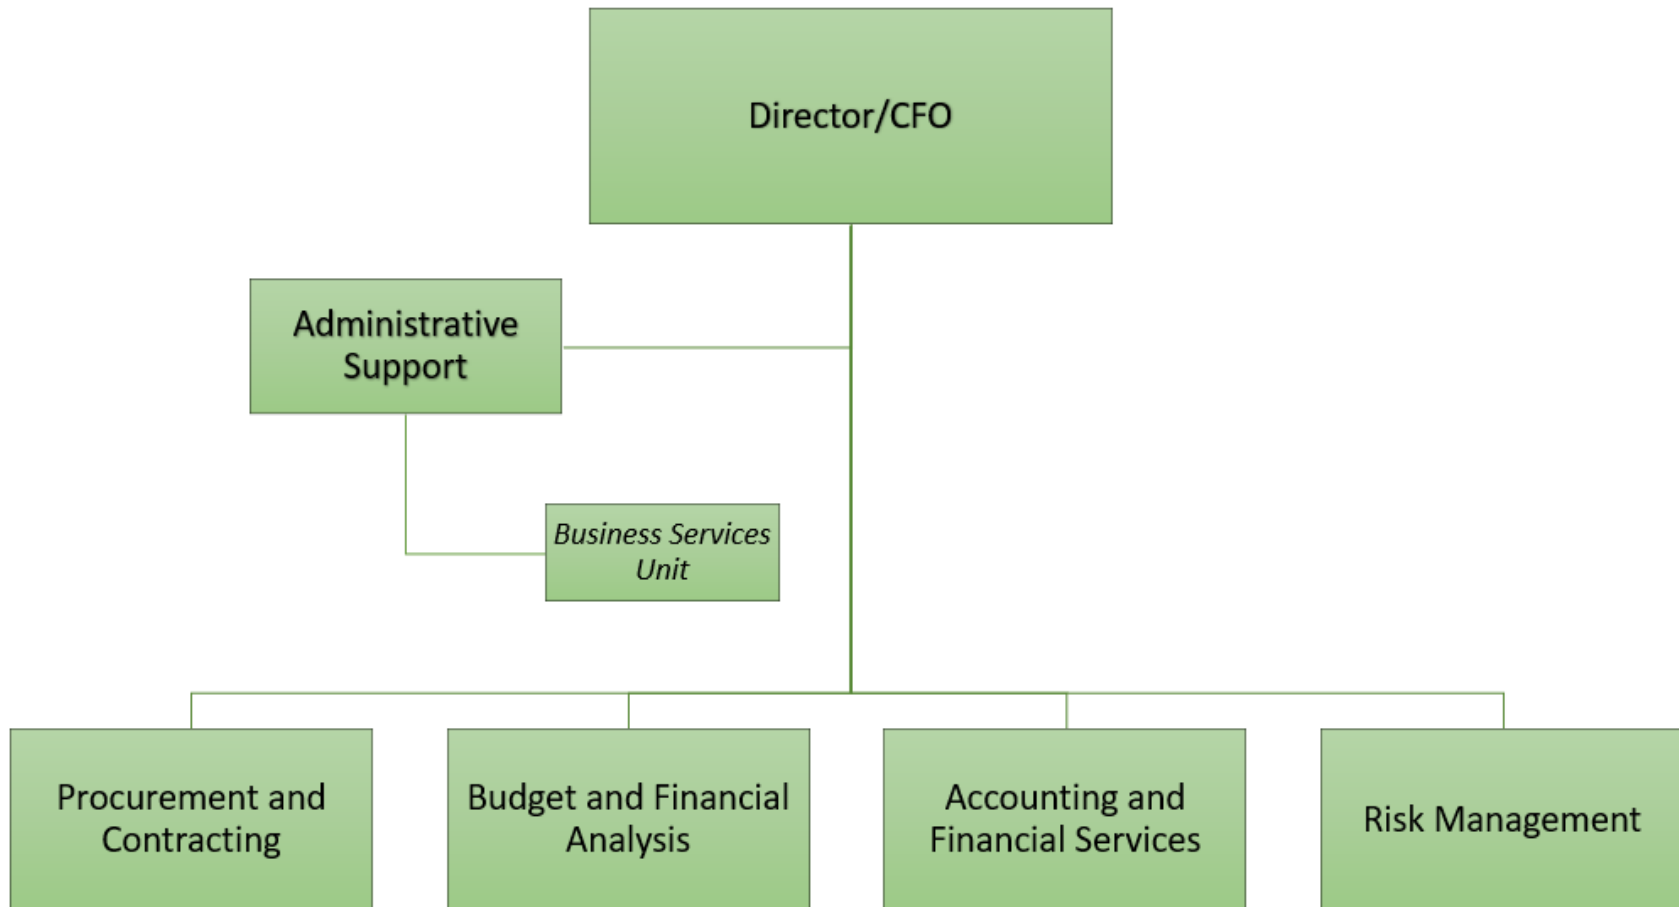 Director/CFO
Administrative
Support
Business Services
Unit
Procurement and
Contracting
Budget and Financial
Analysis
Accounting and
Financial Services
Risk Management